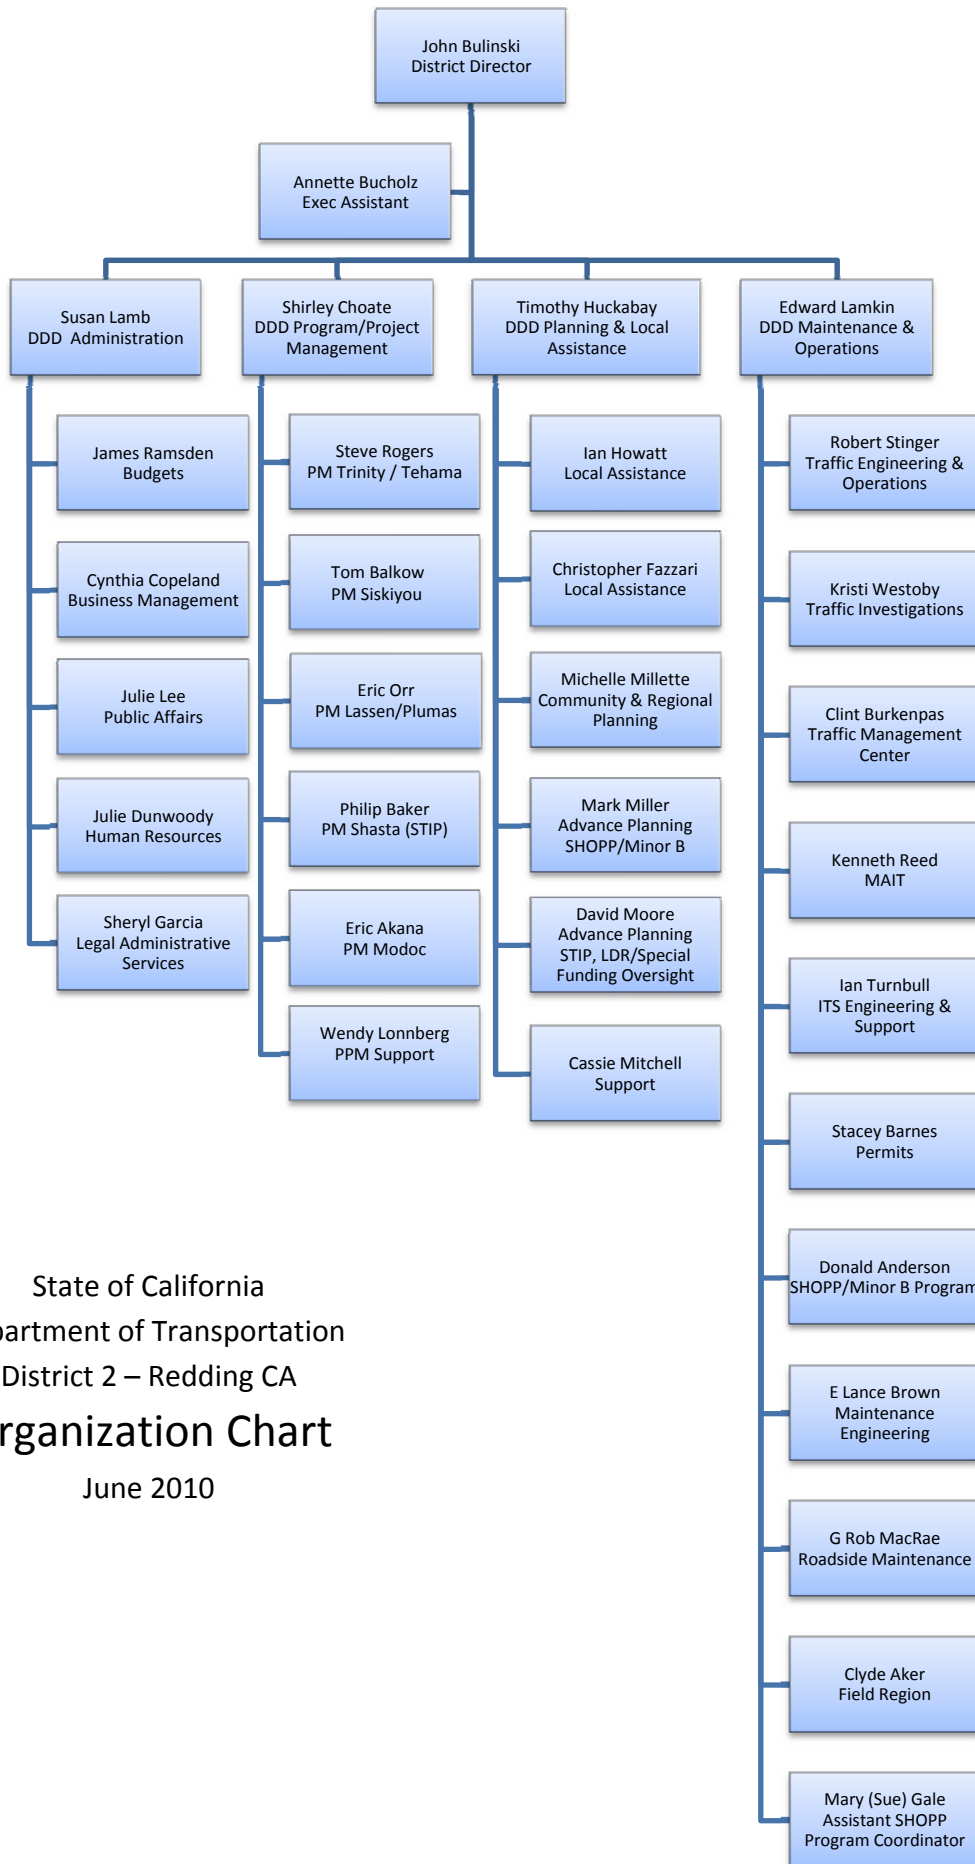 John Bulinski
District Director
Annette Bucholz
Exec Assistant
Susan Lamb
DDD  Administration
Shirley Choate
DDD Program/Project
Management
Timothy Huckabay
DDD Planning & Local
Assistance
Edward Lamkin
DDD Maintenance &
Operations
James Ramsden
Budgets
Cynthia Copeland
Business Management
Julie Lee
Public Affairs
Julie Dunwoody
Human Resources
Sheryl Garcia
Legal Administrative
Services
Steve Rogers
PM Trinity / Tehama
Tom Balkow
PM Siskiyou
Eric Orr
PM Lassen/Plumas
Philip Baker
PM Shasta (STIP)
Eric Akana
PM Modoc
Wendy Lonnberg
PPM Support
Ian Howatt
Local Assistance
Christopher Fazzari
Local Assistance
Michelle Millette
Community & Regional
Planning
Mark Miller
Advance Planning
SHOPP/Minor B
David Moore
Advance Planning
STIP, LDR/Special
Funding Oversight
Cassie Mitchell
Support
Robert Stinger
Traffic Engineering &
Operations
Kristi Westoby
Traffic Investigations
Clint Burkenpas
Traffic Management
Center
Kenneth Reed
MAIT
Ian Turnbull
ITS Engineering &
Support
Stacey Barnes
Permits
Donald Anderson
SHOPP/Minor B Program
E Lance Brown
Maintenance
Engineering
G Rob MacRae
Roadside Maintenance
Clyde Aker
Field Region
Mary (Sue) Gale
Assistant SHOPP
Program Coordinator
State of California
partment of Transportation
District 2 – Redding CA
rganization Chart
June 2010